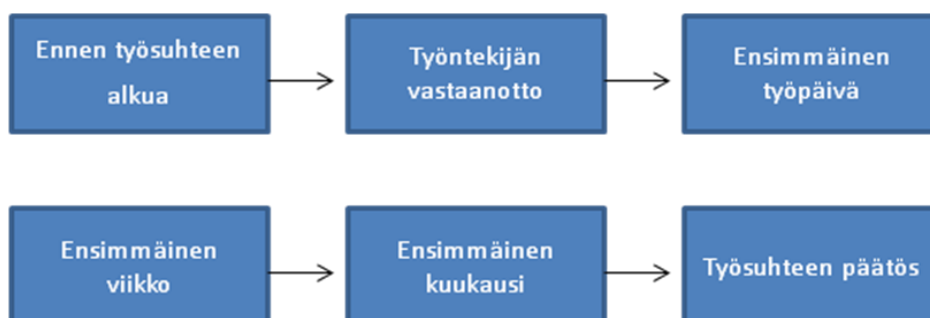 Ennen työsuhteen
alkua
Työntekijän
vastaanotto
Ensimmäinen
työpäivä
Ensimmäinen
viikko
Ensimmäinen
kuukausi
Työsuhteen päätös